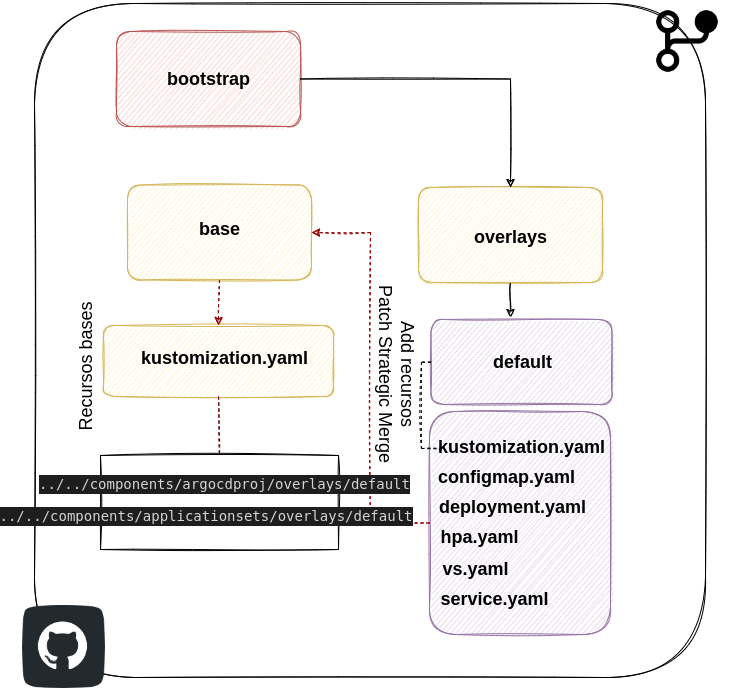 bootstrap
base
overlays
Recursos bases
kustomization.yaml
Patch Strategic Merge
Add recursos
default
../../components/argocdproj/overlays/default
../../components/applicationsets/overlays/default
kustomization.yaml
configmap.yaml
deployment.yaml
hpa.yaml
vs.yaml
service.yaml